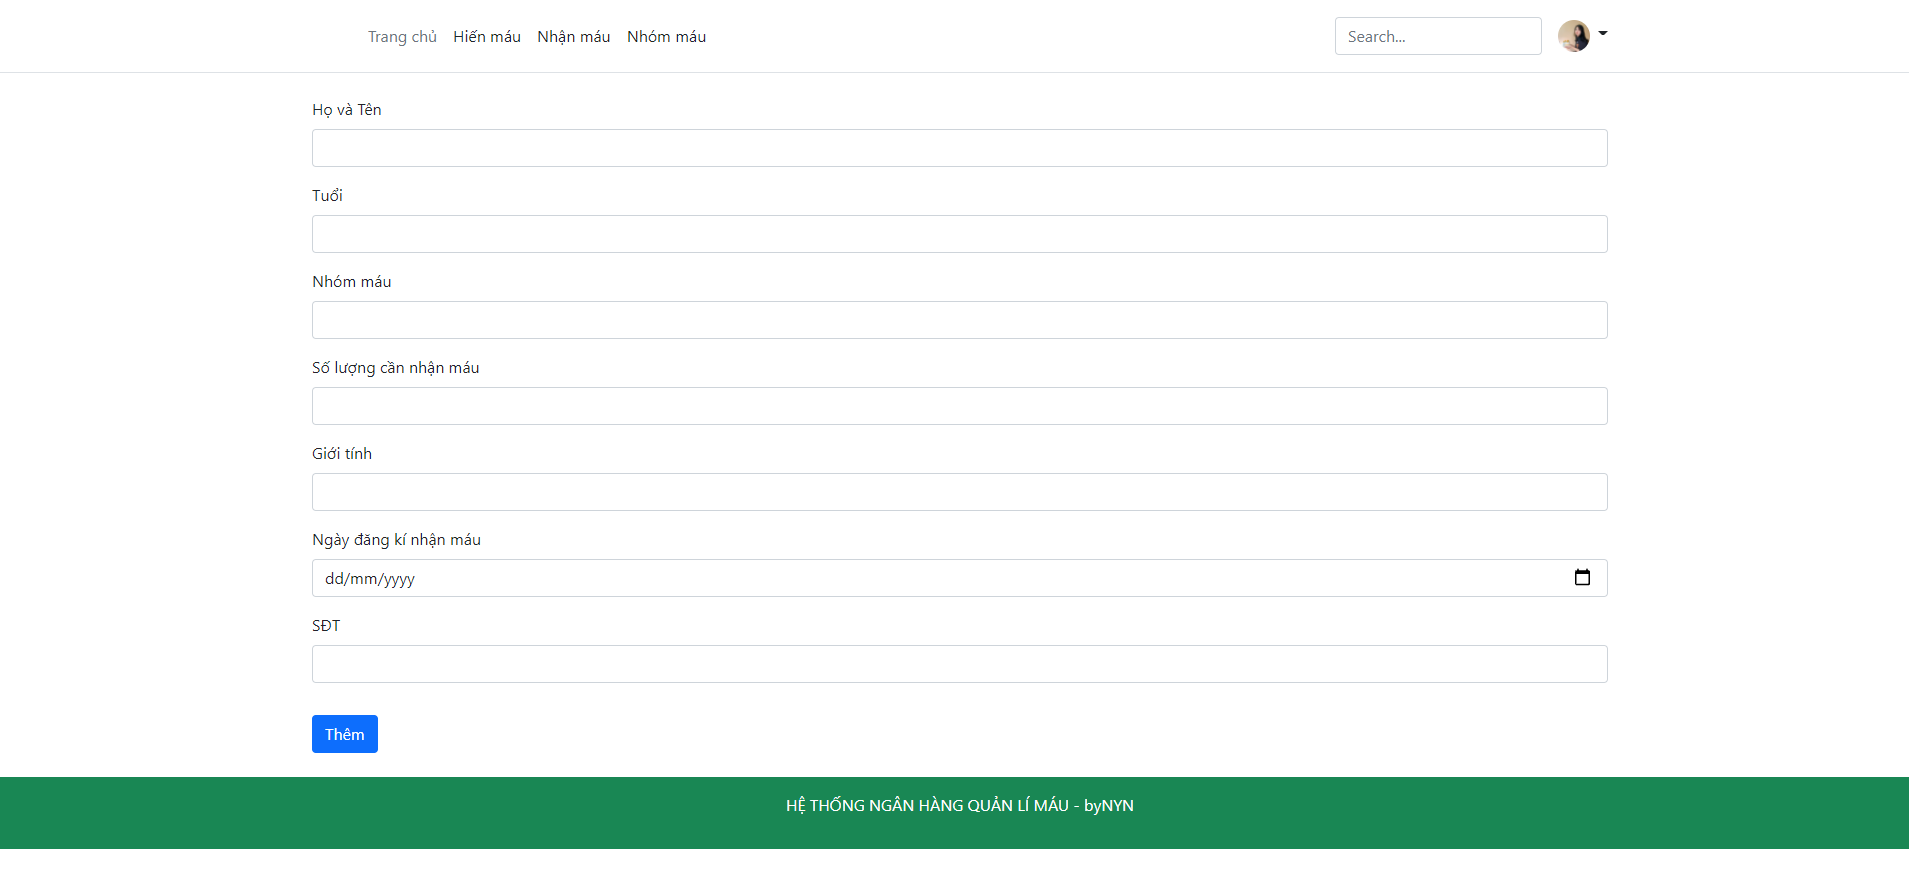 Trang chủ Hiến máu Nhận máu Nhóm máu Search...
Họ và Tên
Tuổi
Nhóm máu
Số lượng cần nhận máu
Giới tính
Ngày đăng kí nhận máu
dd/mm/yyyy
SĐT
Thêm
HỆ THỐNG NGÂN HÀNG QUẢN LÍ MÁU - byNYN